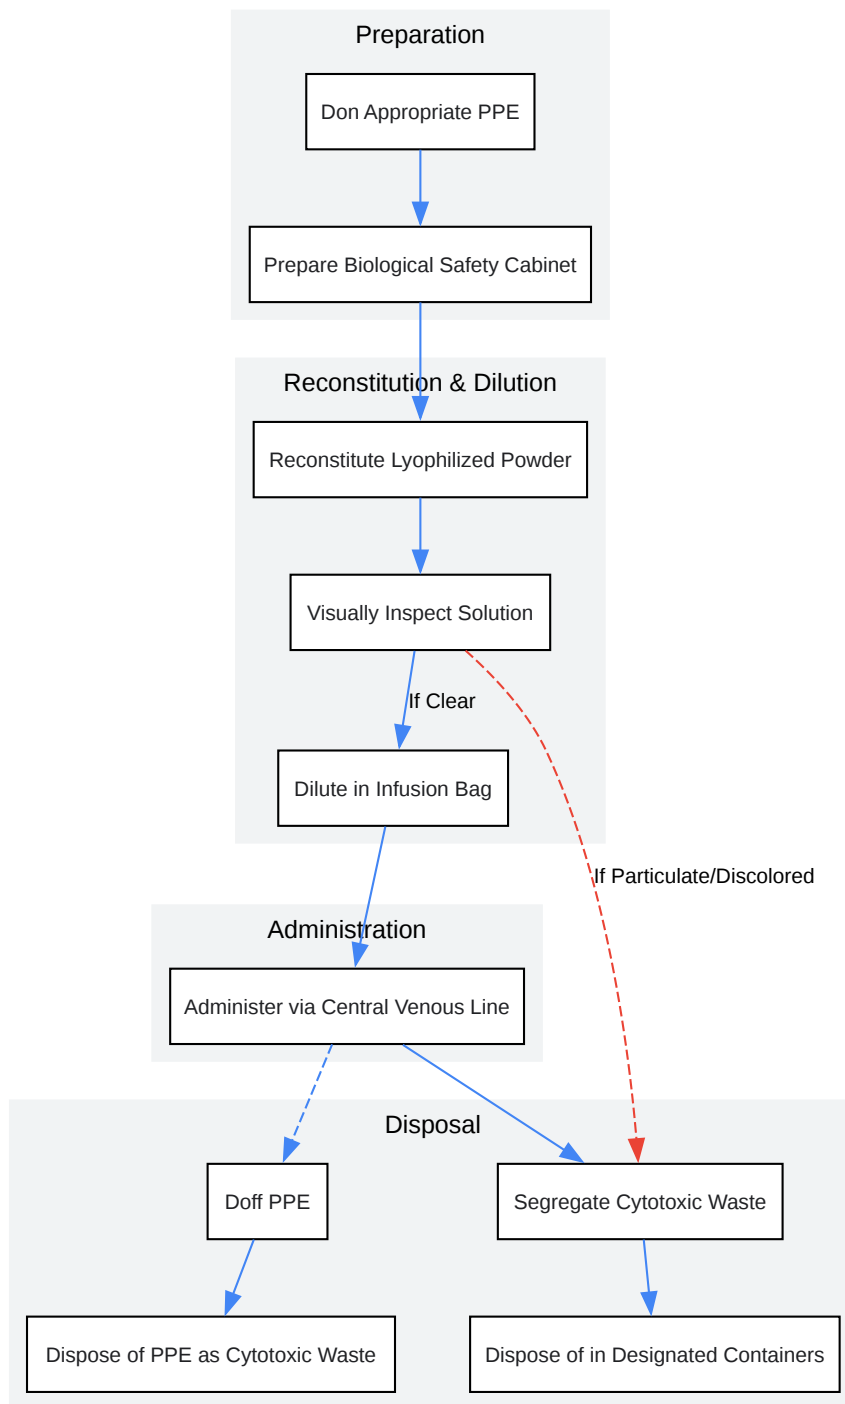 Preparation
Don Appropriate PPE
Prepare Biological Safety Cabinet
Reconstitution & Dilution
Reconstitute Lyophilized Powder
Visually Inspect Solution
If Clear
Dilute in Infusion Bag
If Particulate/Discolored
Administration
Administer via Central Venous Line
Disposal
Doff PPE
Segregate Cytotoxic Waste
Dispose of PPE as Cytotoxic Waste
Dispose of in Designated Containers